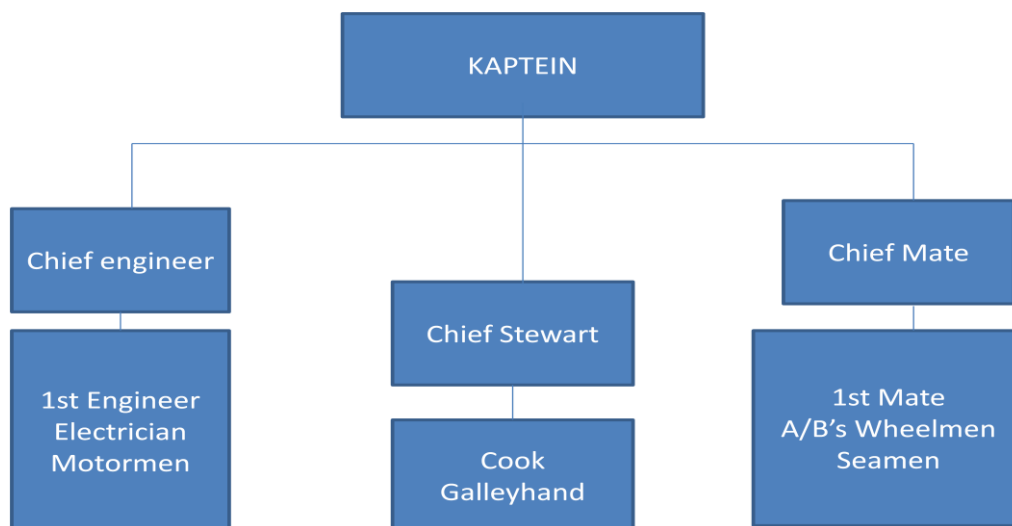 KAPTEIN
Chief engineer
1st Engineer
Electrician
Motormen
Chief Stewart
Cook
Galleyhand
Chief Mate
1st Mate
A/B’s Wheelmen
Seamen